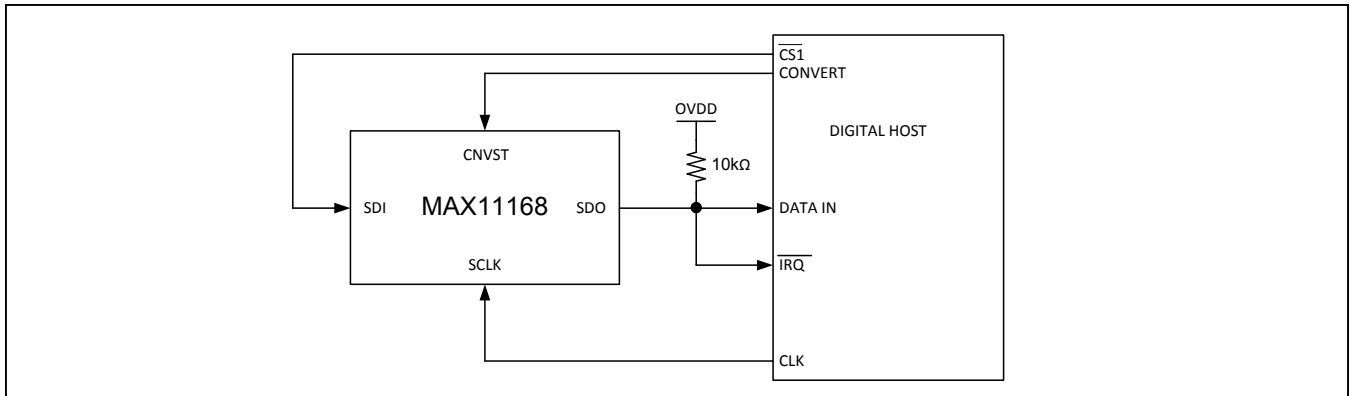 CS1
CONVERT
OVDD
DIGITAL HOST
CNVST
10kΩ
SDI
MAX11168
SDO
DATA IN
SCLK
IRQ
CLK